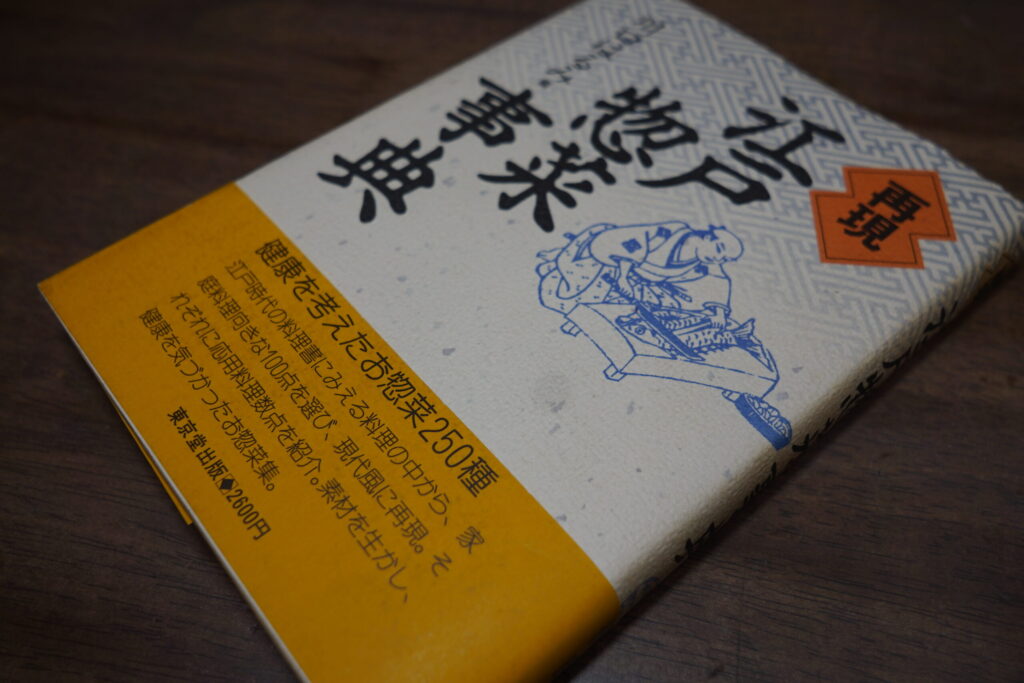 再現
江戸
惣菜
事典
健康を考えたお惣菜250種
江戸時代の料理書にみえる料理の中から、家
庭料理向きな100点を選び、現代風に再現。そ
れぞれに応用料理数点を紹介。素材を生かし、
健康を気づかったお惣菜集。
東京堂出版◆2600円